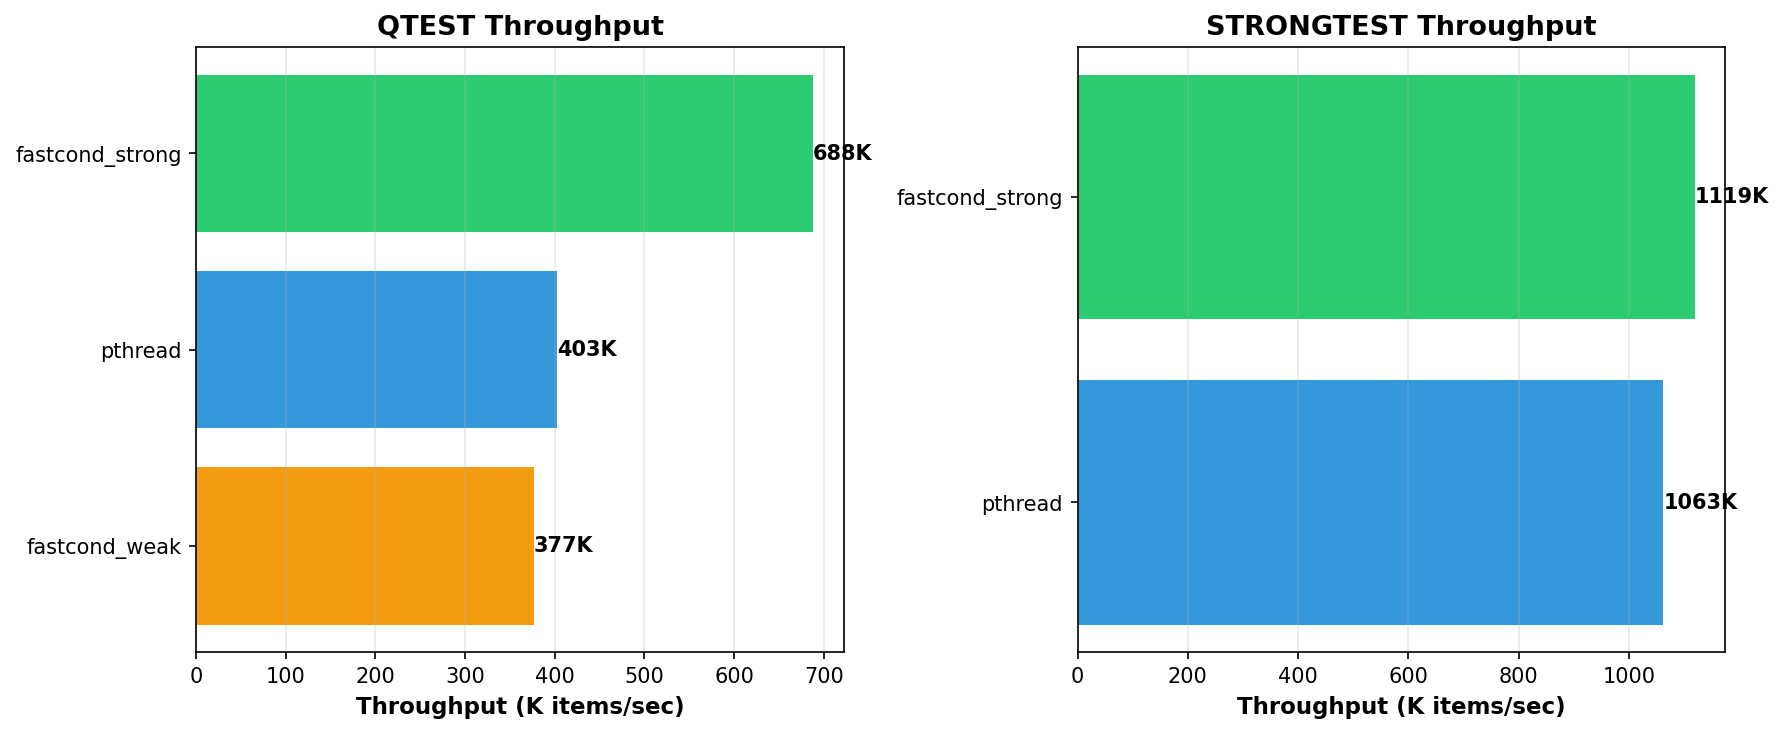 QTEST Throughput
fastcond_strong
688K
pthread
403K
fastcond_weak
377K
0 100 200 300 400 500 600 700
Throughput (K items/sec)
STRONGTEST Throughput
fastcond_strong
1119K
pthread
1063K
0 200 400 600 800 1000
Throughput (K items/sec)